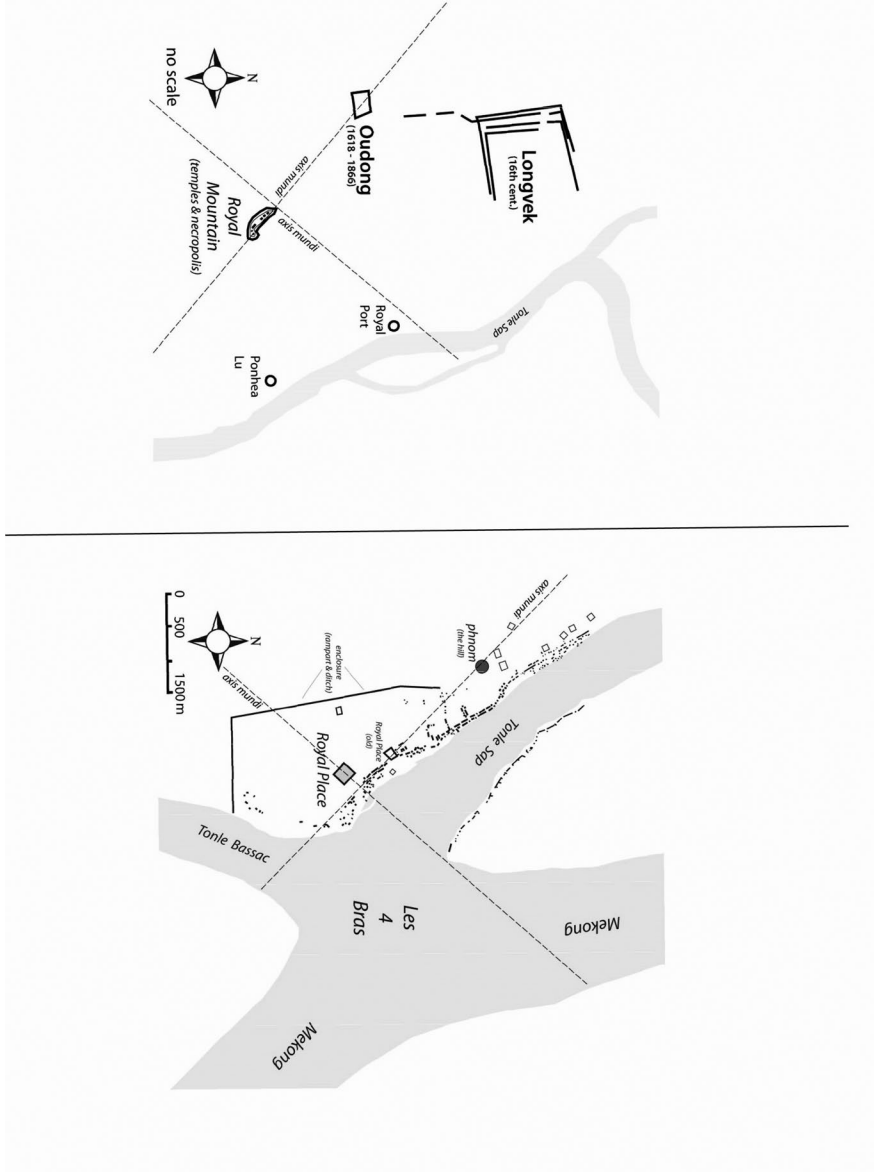 N
no scale
Oudong
(1618 - 1866)
Longvek
(16th cent.)
axis mundi
axis mundi
Royal
Mountain
(temples & necropolis)
Royal
Port
Ponhea
Lu
Tonle Sap
0
500
1500 m
N
axis mundi
phnom
(the hill)
enclosure
(rampart & ditch)
axis mundi
Royal Place
(old)
Royal Place
Tonle Sap
Tonle Bassac
Les
4
Bras
Mekong
Mekong